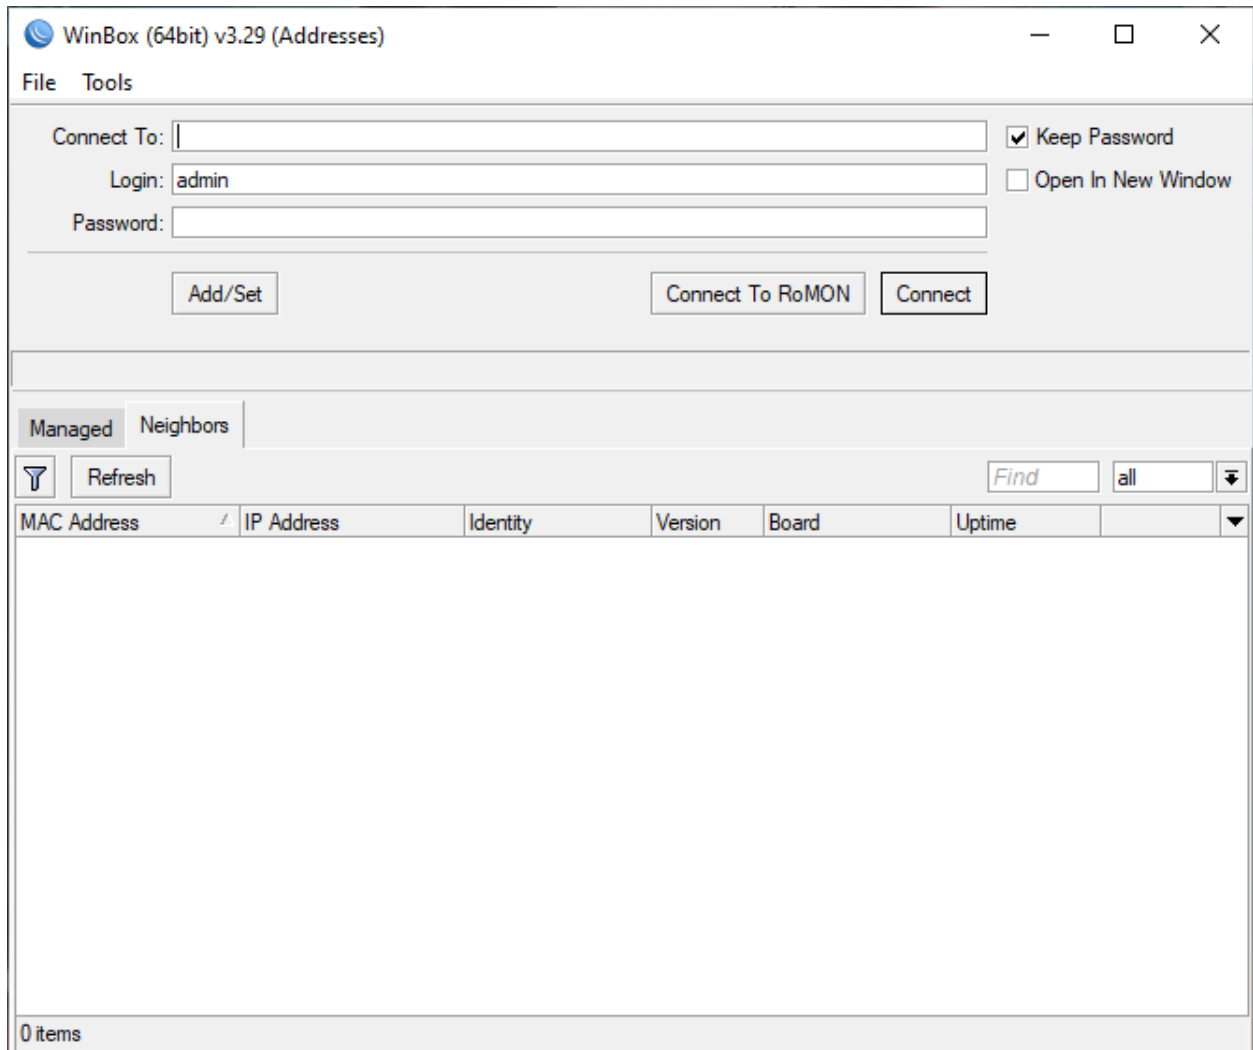 WinBox (64bit) v3.29 (Addresses)
File Tools
Connect To:
Keep Password
Login: admin
Open In New Window
Password:
Add/Set Connect To RoMON Connect
Managed Neighbors
Refresh Find all
MAC Address IP Address Identity Version Board Uptime
0 items